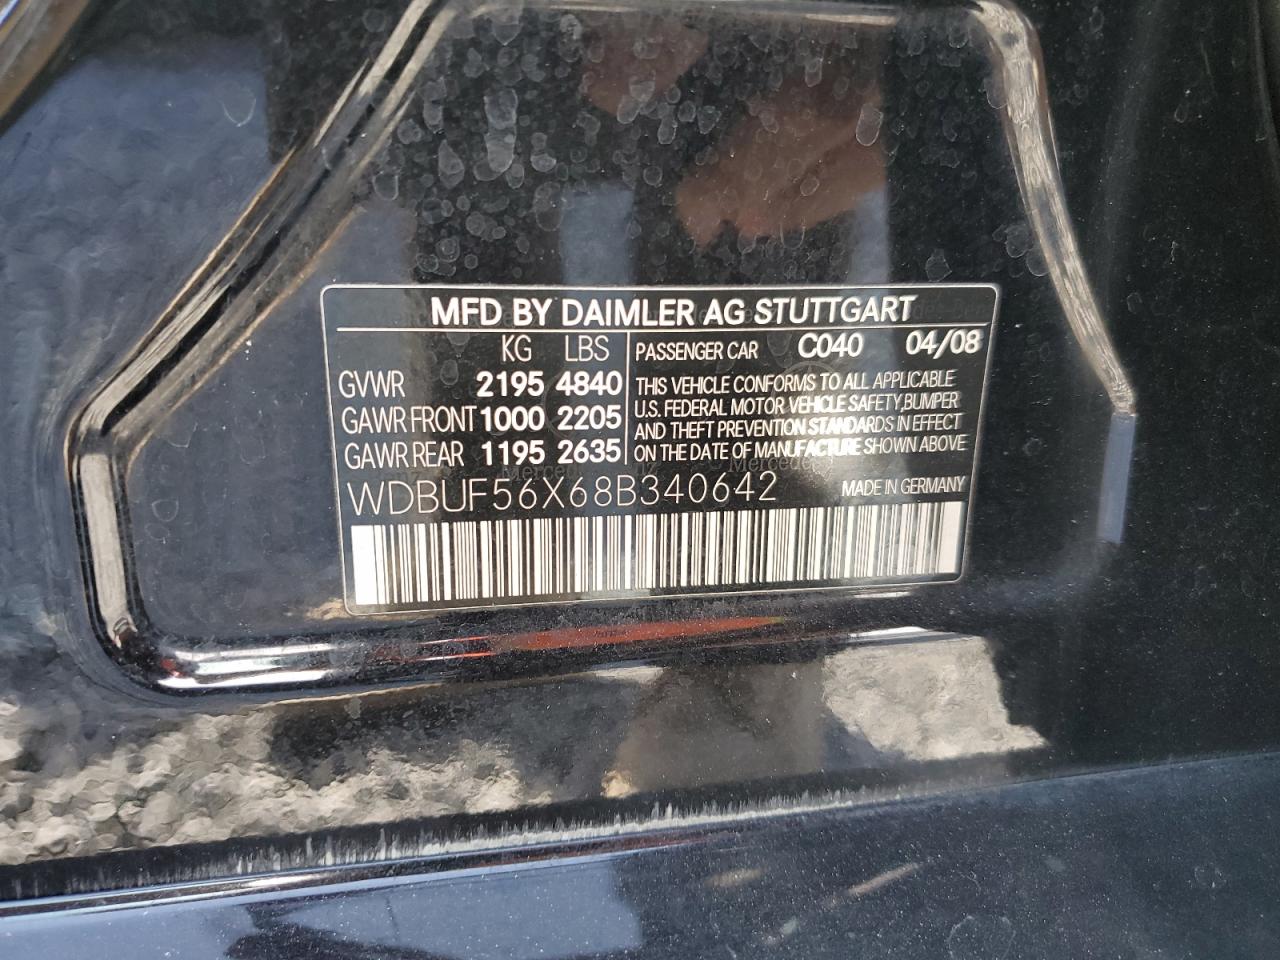 MFD BY DAIMLER AG STUTTGART
KG LBS
GVWR 2195 4840
GAWR FRONT 1000 2205
GAWR REAR 1195 2635
PASSENGER CAR C040 04/08
THIS VEHICLE CONFORMS TO ALL APPLICABLE
U.S. FEDERAL MOTOR VEHICLE SAFETY,BUMPER
AND THEFT PREVENTION STANDARDS IN EFFECT
ON THE DATE OF MANUFACTURE SHOWN ABOVE
WDBUF56X68B340642 MADE IN GERMANY